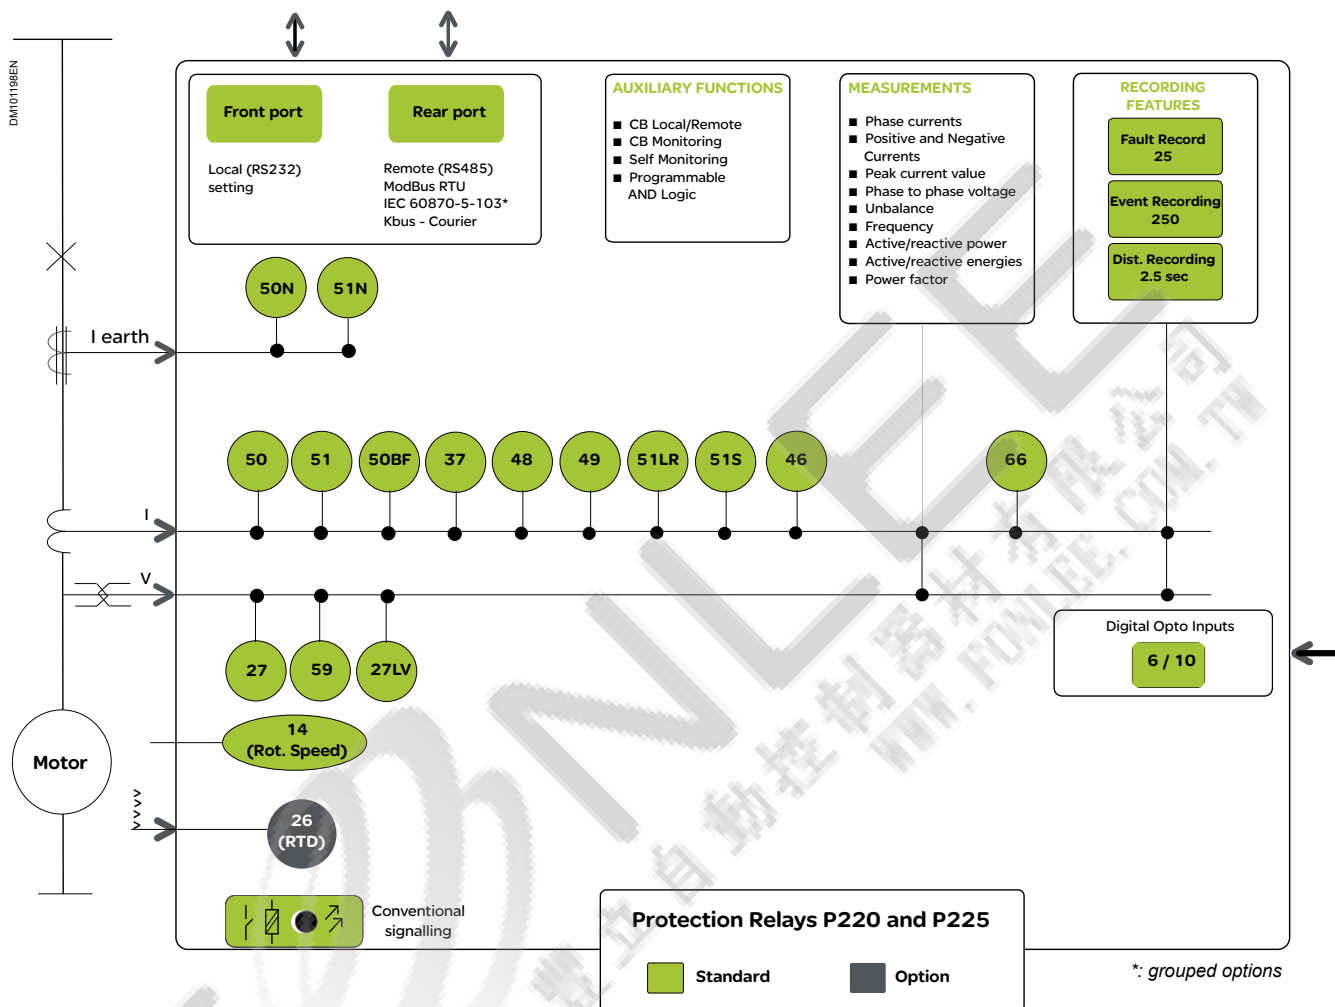 DM101198EN
Front port
Rear port
Local (RS232)
setting
Remote (RS485)
ModBus RTU
IEC 60870-5-103*
Kbus - Courier
AUXILIARY FUNCTIONS
■ CB Local/Remote
■ CB Monitoring
■ Self Monitoring
■ Programmable
AND Logic
MEASUREMENTS
■ Phase currents
■ Positive and Negative
Currents
■ Peak current value
■ Phase to phase voltage
■ Unbalance
■ Frequency
■ Active/reactive power
■ Active/reactive energies
■ Power factor
RECORDING
FEATURES
Fault Record
25
Event Recording
250
Dist. Recording
2.5 sec
50N 51N
I earth
50 51 50BF 37 48 49 51LR 51S 46 66
I
V
27 59 27LV
Digital Opto Inputs
6 / 10
14
(Rot. Speed)
Motor
26
(RTD)
Conventional
signalling
Protection Relays P220 and P225
Standard Option
*: grouped options
WWW.FONLEE.COM.TW